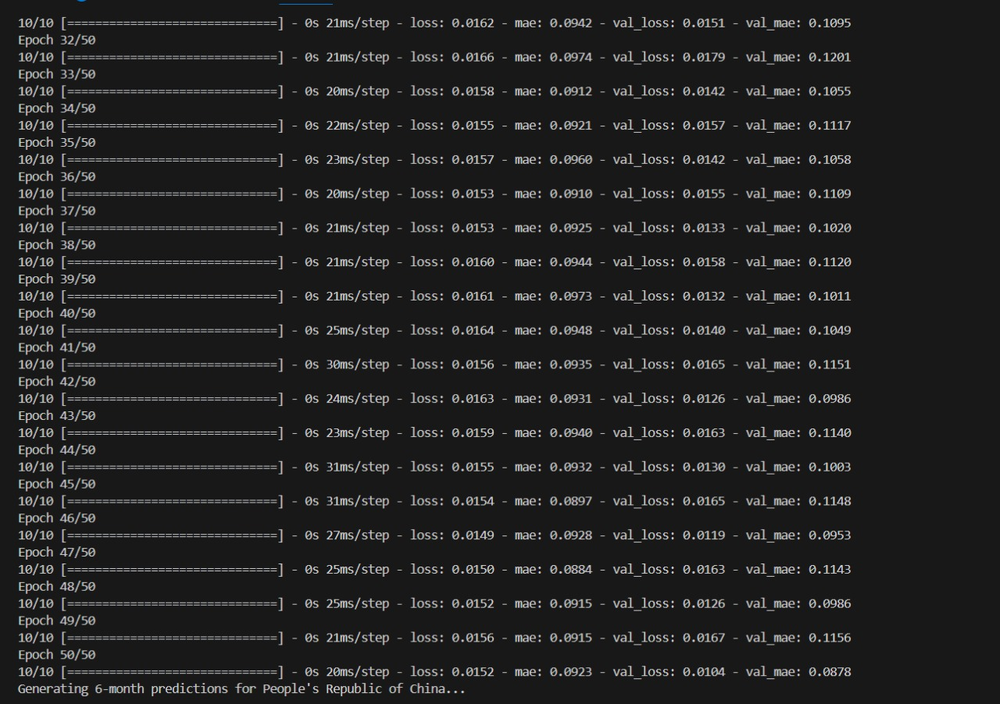 10/10 [==============================] - 0s 21ms/step - loss: 0.0162 - mae: 0.0942 - val_loss: 0.0151 - val_mae: 0.1095
Epoch 32/50
10/10 [==============================] - 0s 21ms/step - loss: 0.0166 - mae: 0.0974 - val_loss: 0.0179 - val_mae: 0.1201
Epoch 33/50
10/10 [==============================] - 0s 20ms/step - loss: 0.0158 - mae: 0.0912 - val_loss: 0.0142 - val_mae: 0.1055
Epoch 34/50
10/10 [==============================] - 0s 22ms/step - loss: 0.0155 - mae: 0.0921 - val_loss: 0.0157 - val_mae: 0.1117
Epoch 35/50
10/10 [==============================] - 0s 23ms/step - loss: 0.0157 - mae: 0.0960 - val_loss: 0.0142 - val_mae: 0.1058
Epoch 36/50
10/10 [==============================] - 0s 20ms/step - loss: 0.0153 - mae: 0.0910 - val_loss: 0.0155 - val_mae: 0.1109
Epoch 37/50
10/10 [==============================] - 0s 21ms/step - loss: 0.0153 - mae: 0.0925 - val_loss: 0.0133 - val_mae: 0.1020
Epoch 38/50
10/10 [==============================] - 0s 21ms/step - loss: 0.0160 - mae: 0.0944 - val_loss: 0.0158 - val_mae: 0.1120
Epoch 39/50
10/10 [==============================] - 0s 21ms/step - loss: 0.0161 - mae: 0.0973 - val_loss: 0.0132 - val_mae: 0.1011
Epoch 40/50
10/10 [==============================] - 0s 25ms/step - loss: 0.0164 - mae: 0.0948 - val_loss: 0.0140 - val_mae: 0.1049
Epoch 41/50
10/10 [==============================] - 0s 30ms/step - loss: 0.0156 - mae: 0.0935 - val_loss: 0.0165 - val_mae: 0.1151
Epoch 42/50
10/10 [==============================] - 0s 24ms/step - loss: 0.0163 - mae: 0.0931 - val_loss: 0.0126 - val_mae: 0.0986
Epoch 43/50
10/10 [==============================] - 0s 23ms/step - loss: 0.0159 - mae: 0.0940 - val_loss: 0.0163 - val_mae: 0.1140
Epoch 44/50
10/10 [==============================] - 0s 31ms/step - loss: 0.0155 - mae: 0.0932 - val_loss: 0.0130 - val_mae: 0.1003
Epoch 45/50
10/10 [==============================] - 0s 31ms/step - loss: 0.0154 - mae: 0.0897 - val_loss: 0.0165 - val_mae: 0.1148
Epoch 46/50
10/10 [==============================] - 0s 27ms/step - loss: 0.0149 - mae: 0.0928 - val_loss: 0.0119 - val_mae: 0.0953
Epoch 47/50
10/10 [==============================] - 0s 25ms/step - loss: 0.0150 - mae: 0.0884 - val_loss: 0.0163 - val_mae: 0.1143
Epoch 48/50
10/10 [==============================] - 0s 25ms/step - loss: 0.0152 - mae: 0.0915 - val_loss: 0.0126 - val_mae: 0.0986
Epoch 49/50
10/10 [==============================] - 0s 21ms/step - loss: 0.0156 - mae: 0.0915 - val_loss: 0.0167 - val_mae: 0.1156
Epoch 50/50
10/10 [==============================] - 0s 20ms/step - loss: 0.0152 - mae: 0.0923 - val_loss: 0.0104 - val_mae: 0.0878
Generating 6-month predictions for People's Republic of China...